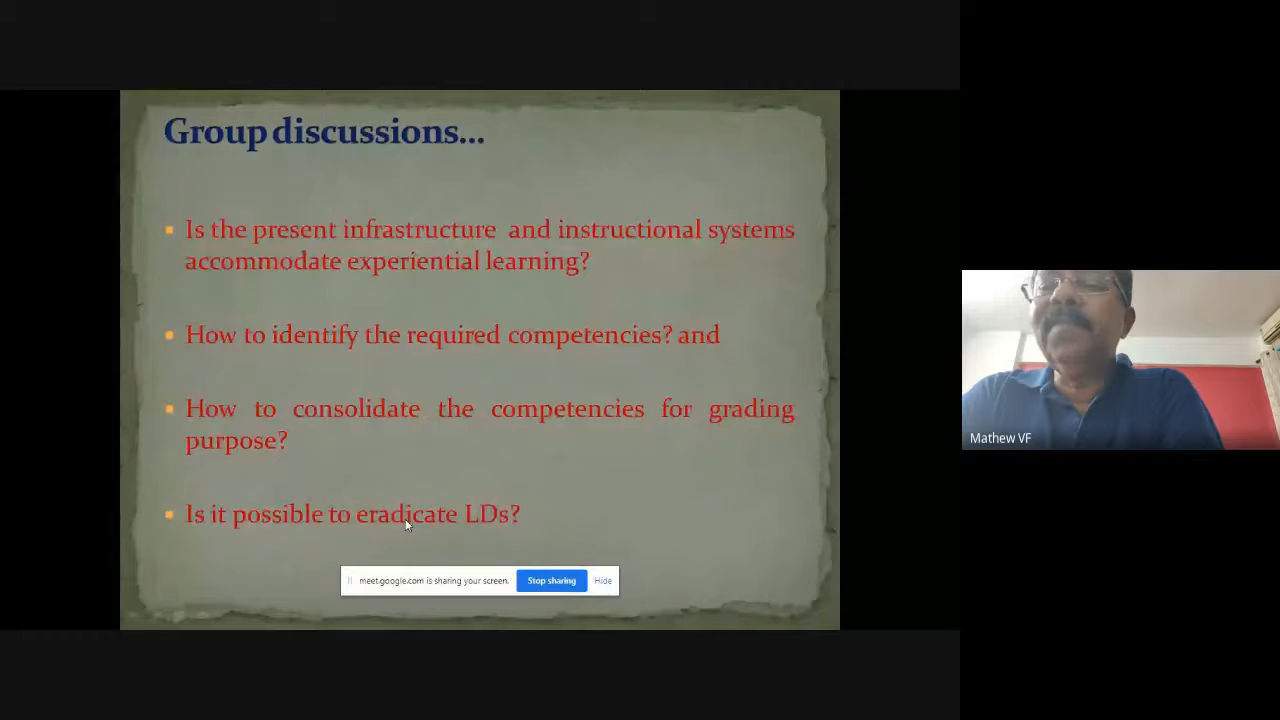 Group discussions...
Is the present infrastructure and instructional systems
accommodate experiential learning?
How to identify the required competencies? and
How to consolidate the competencies for grading
purpose?
Is it possible to eradicate LDs?
meet.google.com is sharing your screen.
Stop sharing
Hide
Mathew VF